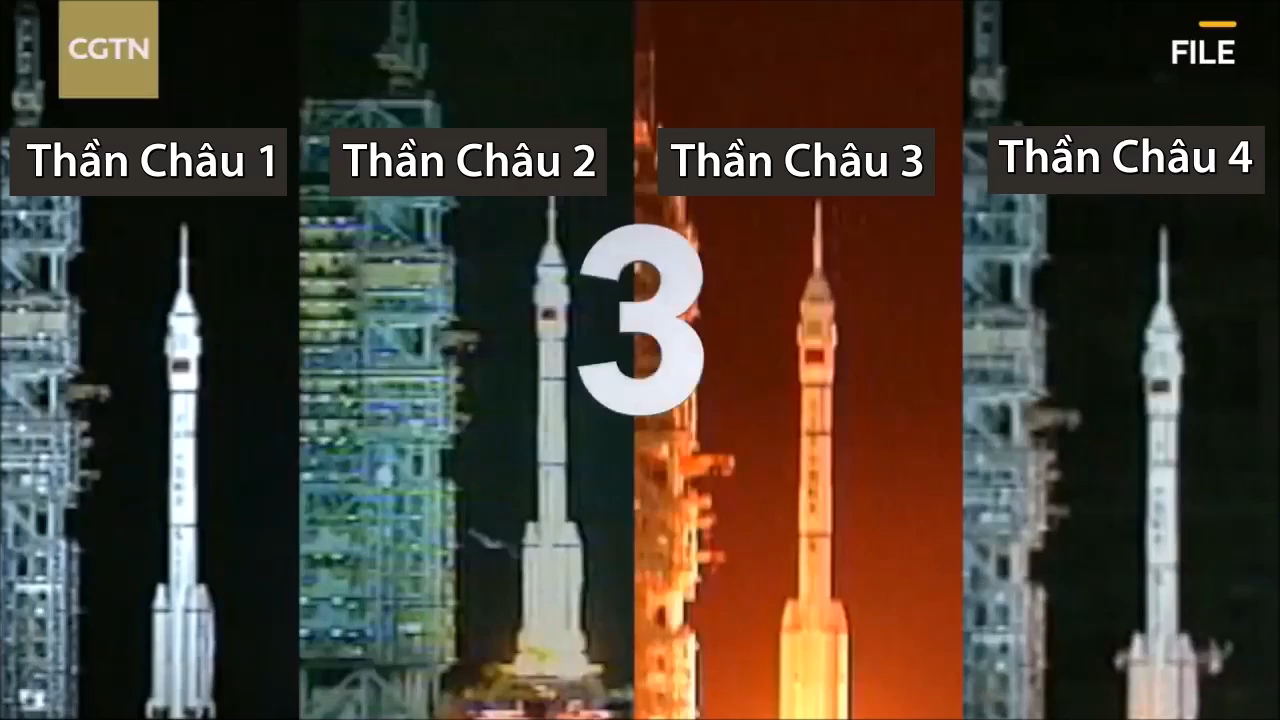 CGTN
FILE
Thần Châu 1
Thần Châu 2
Thần Châu 3
Thần Châu 4
3